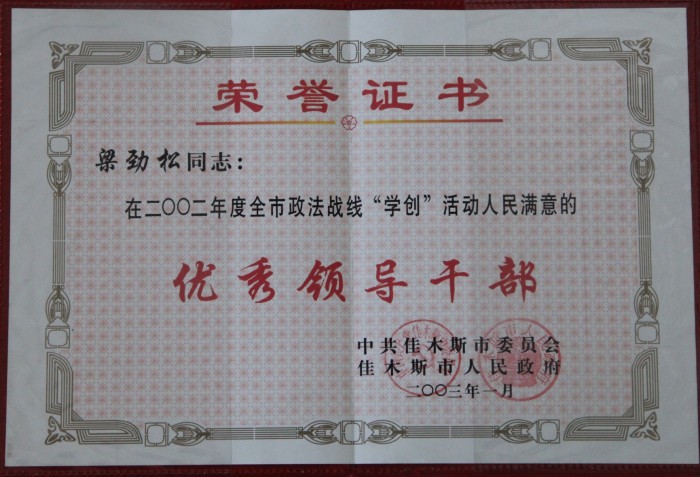 荣誉证书
梁劲松同志：
在二〇〇二年度全市政法战线“学创”活动人民满意的
优秀领导干部
中共佳木斯市委员会
佳木斯市人民政府
二〇〇三年一月